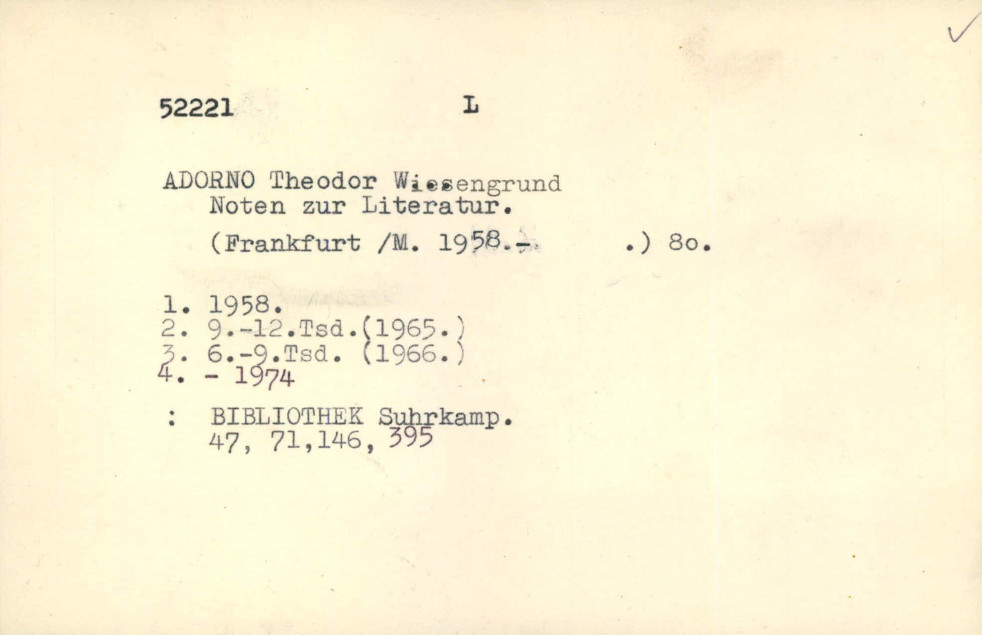 52221 L
ADORNO Theodor Wiesengrund
Noten zur Literatur.
(Frankfurt /M. 1958.- .) 8o.
1. 1958.
2. 9.-12.Tsd.(1965.)
3. 6.-9.Tsd. (1966.)
4. - 1974
: BIBLIOTHEK Suhrkamp.
47, 71,146, 395